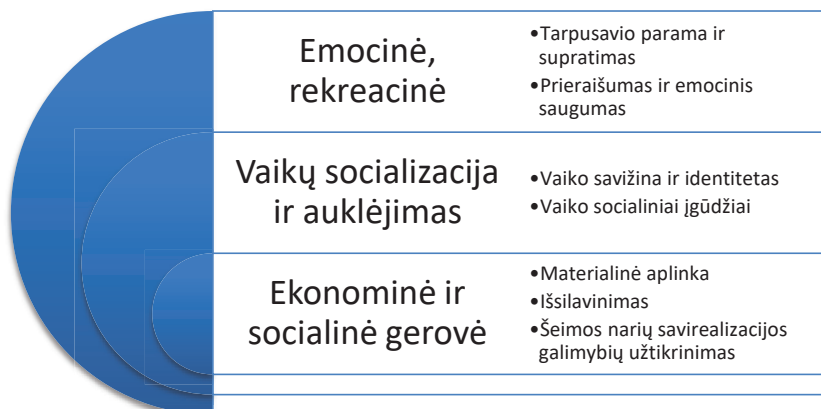 Emocinė,
rekreacinė
•Tarpusavio parama ir
supratimas
•Prieraišumas ir emocinis
saugumas
Vaikų socializacija
ir auklėjimas
•Vaiko savižina ir identitetas
•Vaiko socialiniai įgūdžiai
Ekonominė ir
socialinė gerovė
•Materialinė aplinka
•Išsilavinimas
•Šeimos narių savirealizacijos
galimybių užtikrinimas